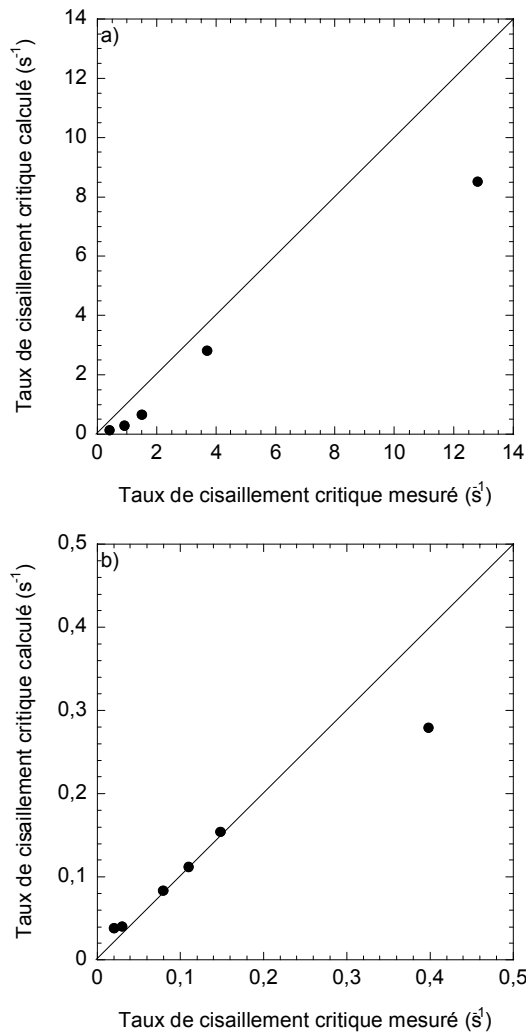 a)
Taux de cisaillement critique calculé (s-1)
14
12
10
8
6
4
2
0
0 2 4 6 8 10 12 14
Taux de cisaillement critique mesuré (s-1)
b)
Taux de cisaillement critique calculé (s-1)
0,5
0,4
0,3
0,2
0,1
0
0 0,1 0,2 0,3 0,4 0,5
Taux de cisaillement critique mesuré (s-1)